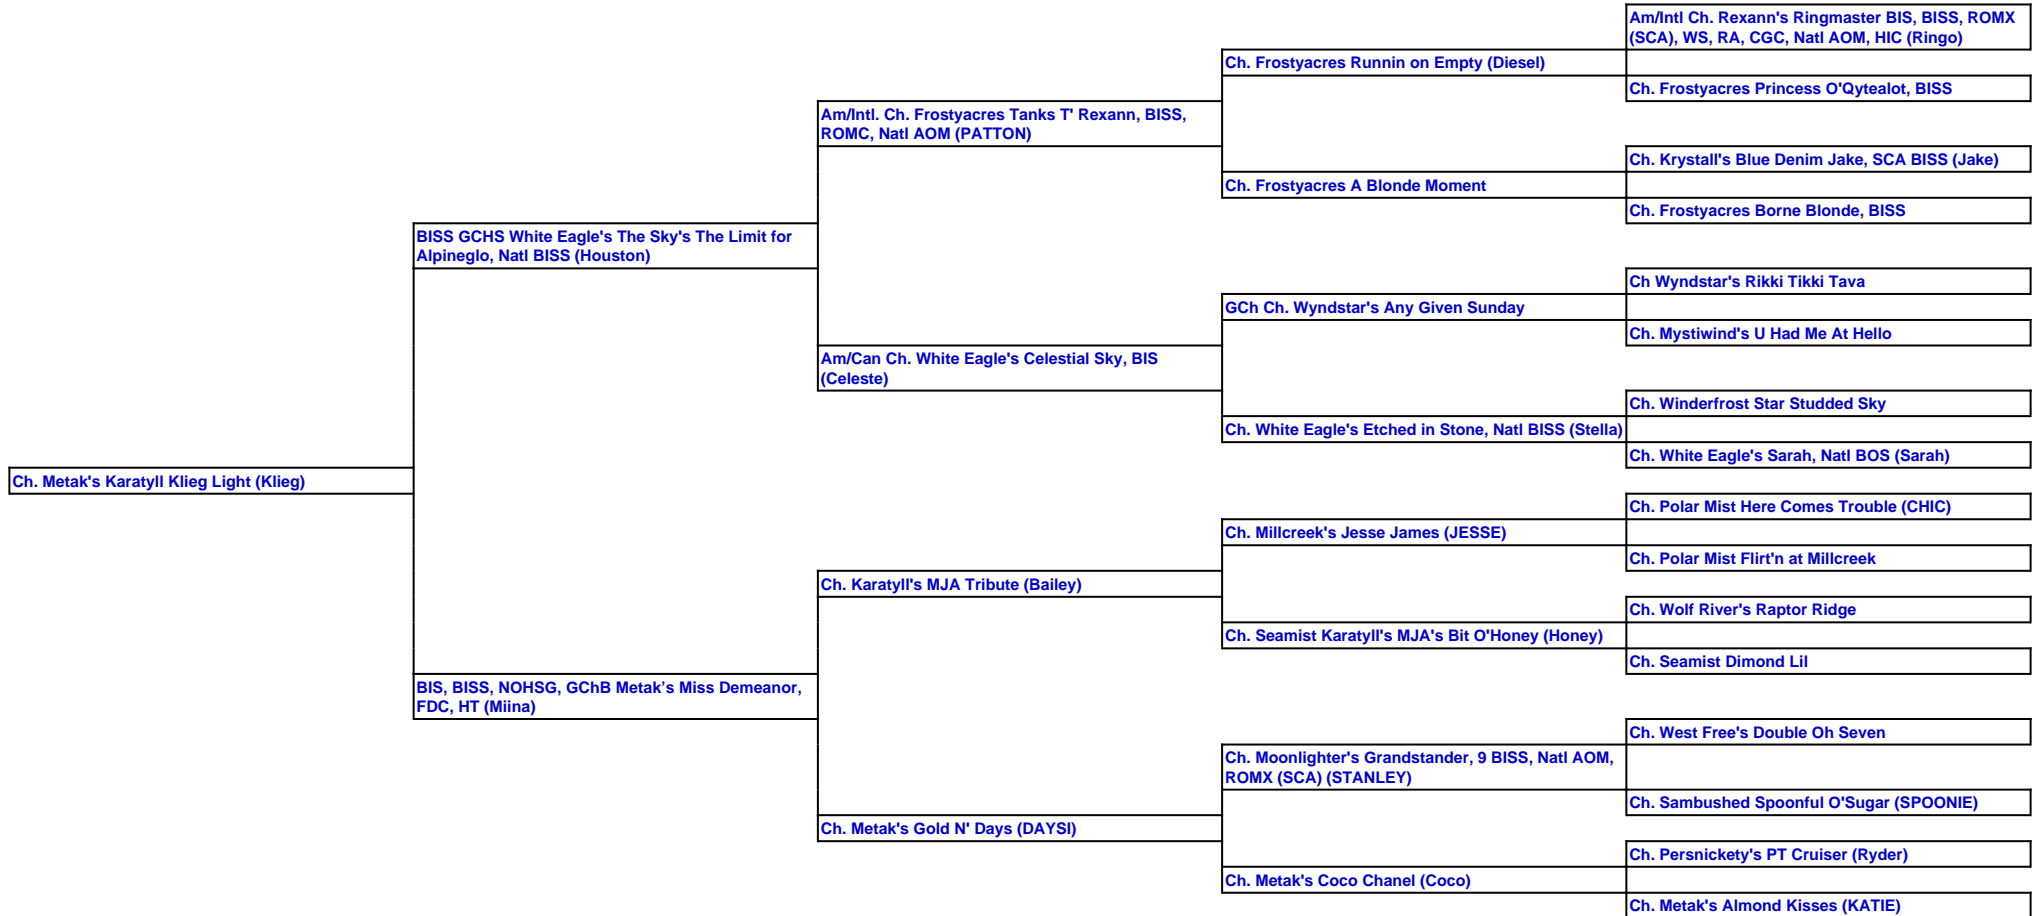 Am/Intl Ch. Rexann's Ringmaster BIS, BISS, ROMX
(SCA), WS, RA, CGC, Natl AOM, HIC (Ringo)
Ch. Frostyacres Runnin on Empty (Diesel)
Ch. Frostyacres Princess O'Qytealot, BISS
Am/Intl. Ch. Frostyacres Tanks T' Rexann, BISS,
ROMC, Natl AOM (PATTON)
Ch. Krystall's Blue Denim Jake, SCA BISS (Jake)
Ch. Frostyacres A Blonde Moment
Ch. Frostyacres Borne Blonde, BISS
BISS GCHS White Eagle's The Sky's The Limit for
Alpineglo, Natl BISS (Houston)
Ch Wyndstar's Rikki Tikki Tava
GCh Ch. Wyndstar's Any Given Sunday
Ch. Mystiwind's U Had Me At Hello
Am/Can Ch. White Eagle's Celestial Sky, BIS
(Celeste)
Ch. Winderfrost Star Studded Sky
Ch. White Eagle's Etched in Stone, Natl BISS (Stella)
Ch. White Eagle's Sarah, Natl BOS (Sarah)
Ch. Metak's Karatyll Klieg Light (Klieg)
Ch. Polar Mist Here Comes Trouble (CHIC)
Ch. Millcreek's Jesse James (JESSE)
Ch. Polar Mist Flirt'n at Millcreek
Ch. Karatyll's MJA Tribute (Bailey)
Ch. Wolf River's Raptor Ridge
Ch. Seamist Karatyll's MJA's Bit O'Honey (Honey)
Ch. Seamist Dimond Lil
BIS, BISS, NOHSG, GChB Metak’s Miss Demeanor,
FDC, HT (Miina)
Ch. West Free's Double Oh Seven
Ch. Moonlighter's Grandstander, 9 BISS, Natl AOM,
ROMX (SCA) (STANLEY)
Ch. Sambushed Spoonful O'Sugar (SPOONIE)
Ch. Metak's Gold N' Days (DAYSI)
Ch. Persnickety's PT Cruiser (Ryder)
Ch. Metak's Coco Chanel (Coco)
Ch. Metak's Almond Kisses (KATIE)